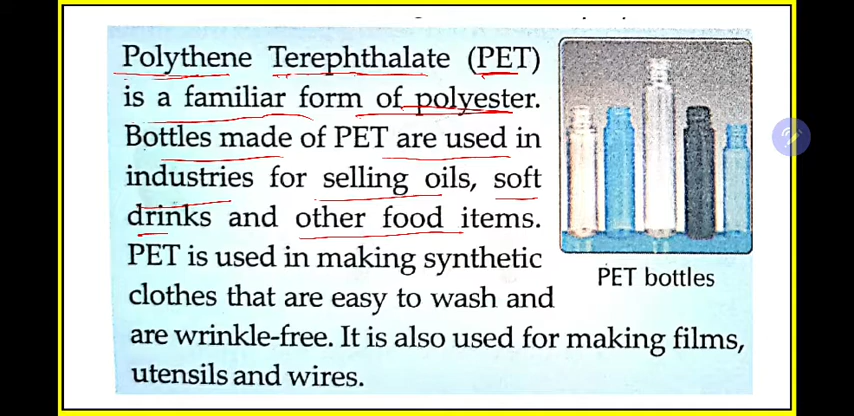 Polythene Terephthalate (PET)
is a familiar form of polyester.
Bottles made of PET are used in
industries for selling oils, soft
drinks and other food items.
PET is used in making synthetic
clothes that are easy to wash and
are wrinkle-free. It is also used for making films,
utensils and wires.
PET bottles